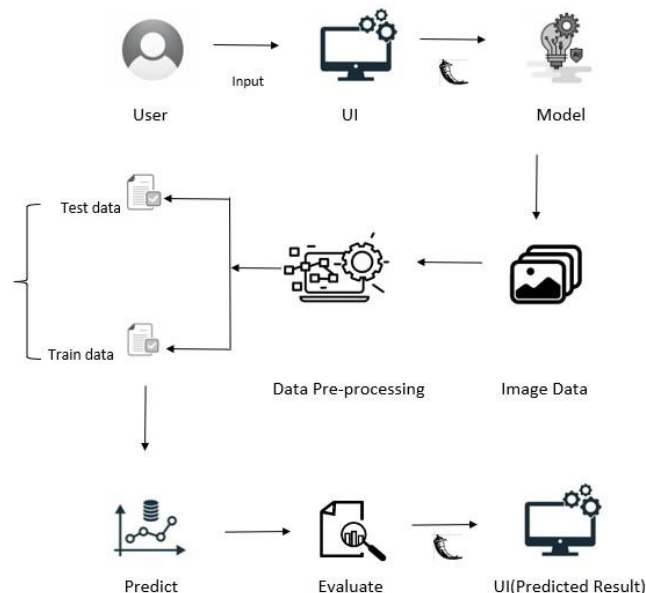 Input
User
UI
Model
Test data
Train data
Data Pre-processing
Image Data
Predict
Evaluate
UI(Predicted Result)